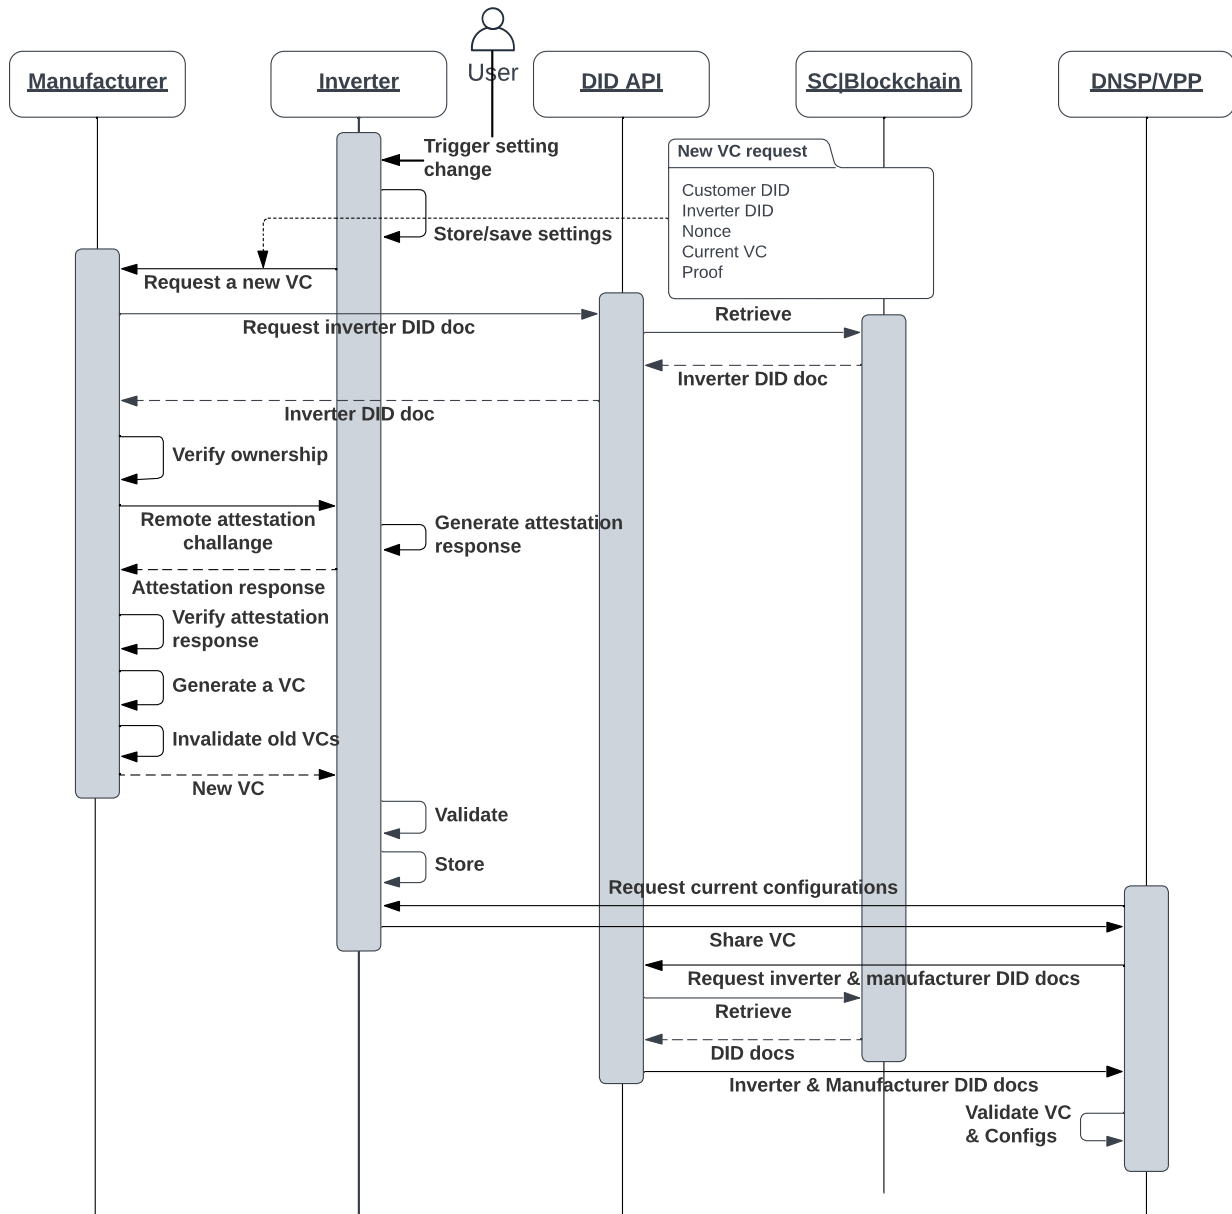 User
Manufacturer
Inverter
DID API
SC|Blockchain
DNSP/VPP
Trigger setting
change
New VC request
Customer DID
Inverter DID
Nonce
Current VC
Proof
Store/save settings
Request a new VC
Retrieve
Request inverter DID doc
Inverter DID doc
Inverter DID doc
Verify ownership
Remote attestation
challange
Generate attestation
response
Attestation response
Verify attestation
response
Generate a VC
Invalidate old VCs
New VC
Validate
Store
Request current configurations
Share VC
Request inverter & manufacturer DID docs
Retrieve
DID docs
Inverter & Manufacturer DID docs
Validate VC
& Configs